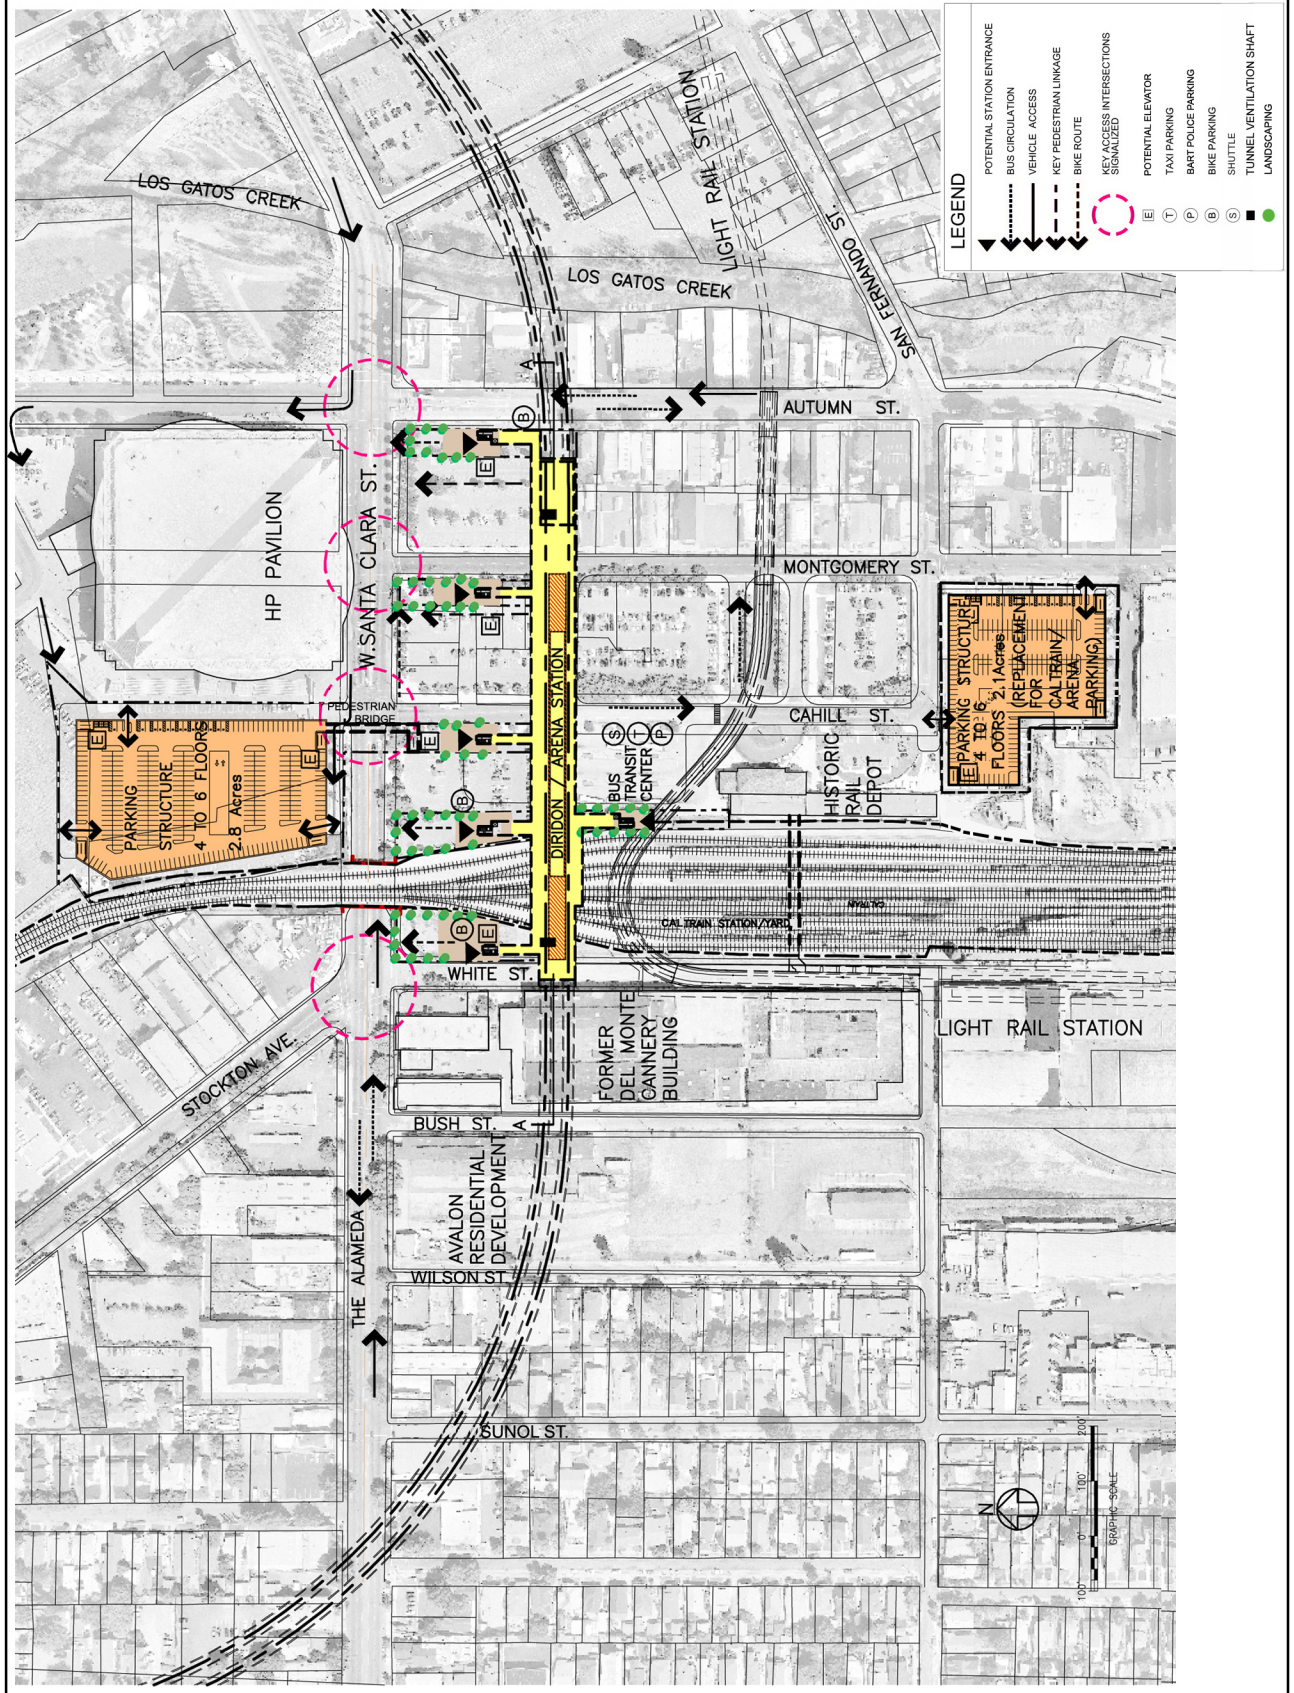 LEGEND
POTENTIAL STATION ENTRANCE
BUS CIRCULATION
VEHICLE ACCESS
KEY PEDESTRIAN LINKAGE
BIKE ROUTE
KEY ACCESS INTERSECTIONS
SIGNALIZED
E POTENTIAL ELEVATOR
T TAXI PARKING
P BART POLICE PARKING
B BIKE PARKING
S SHUTTLE
TUNNEL VENTILATION SHAFT
LANDSCAPING
LOS GATOS CREEK
LIGHT RAIL STATION
LOS GATOS CREEK
SAN FERNANDO ST.
A
AUTUMN ST.
B
E
HP PAVILION
W.SANTA CLARA ST.
MONTGOMERY ST.
E
PARKING STRUCTURE
4 TO 6
FLOORS 2.1Acres
(REPLACEMENT
FOR
CALTRAIN/
ARENA
PARKING)
E
E
PEDESTRIAN
BRIDGE
CAHILL ST.
E
E
E
PARKING
STRUCTURE
4 TO 6 FLOORS
2.8 Acres
DIRIDON / ARENA STATION
S
T
P
BUS
TRANSIT
CENTER
HISTORIC
RAIL
DEPOT
B
B
E
CALTRAIN STATION/YARD
CALTRAIN
WHITE ST.
STOCKTON AVE.
FORMER
DEL MONTE
CANNERY
BUILDING
LIGHT RAIL STATION
BUSH ST.
A
AVALON
RESIDENTIAL
DEVELOPMENT
THE ALAMEDA
WILSON ST.
SUNOL ST.
N
100' 0' 100' 200'
GRAPHIC SCALE